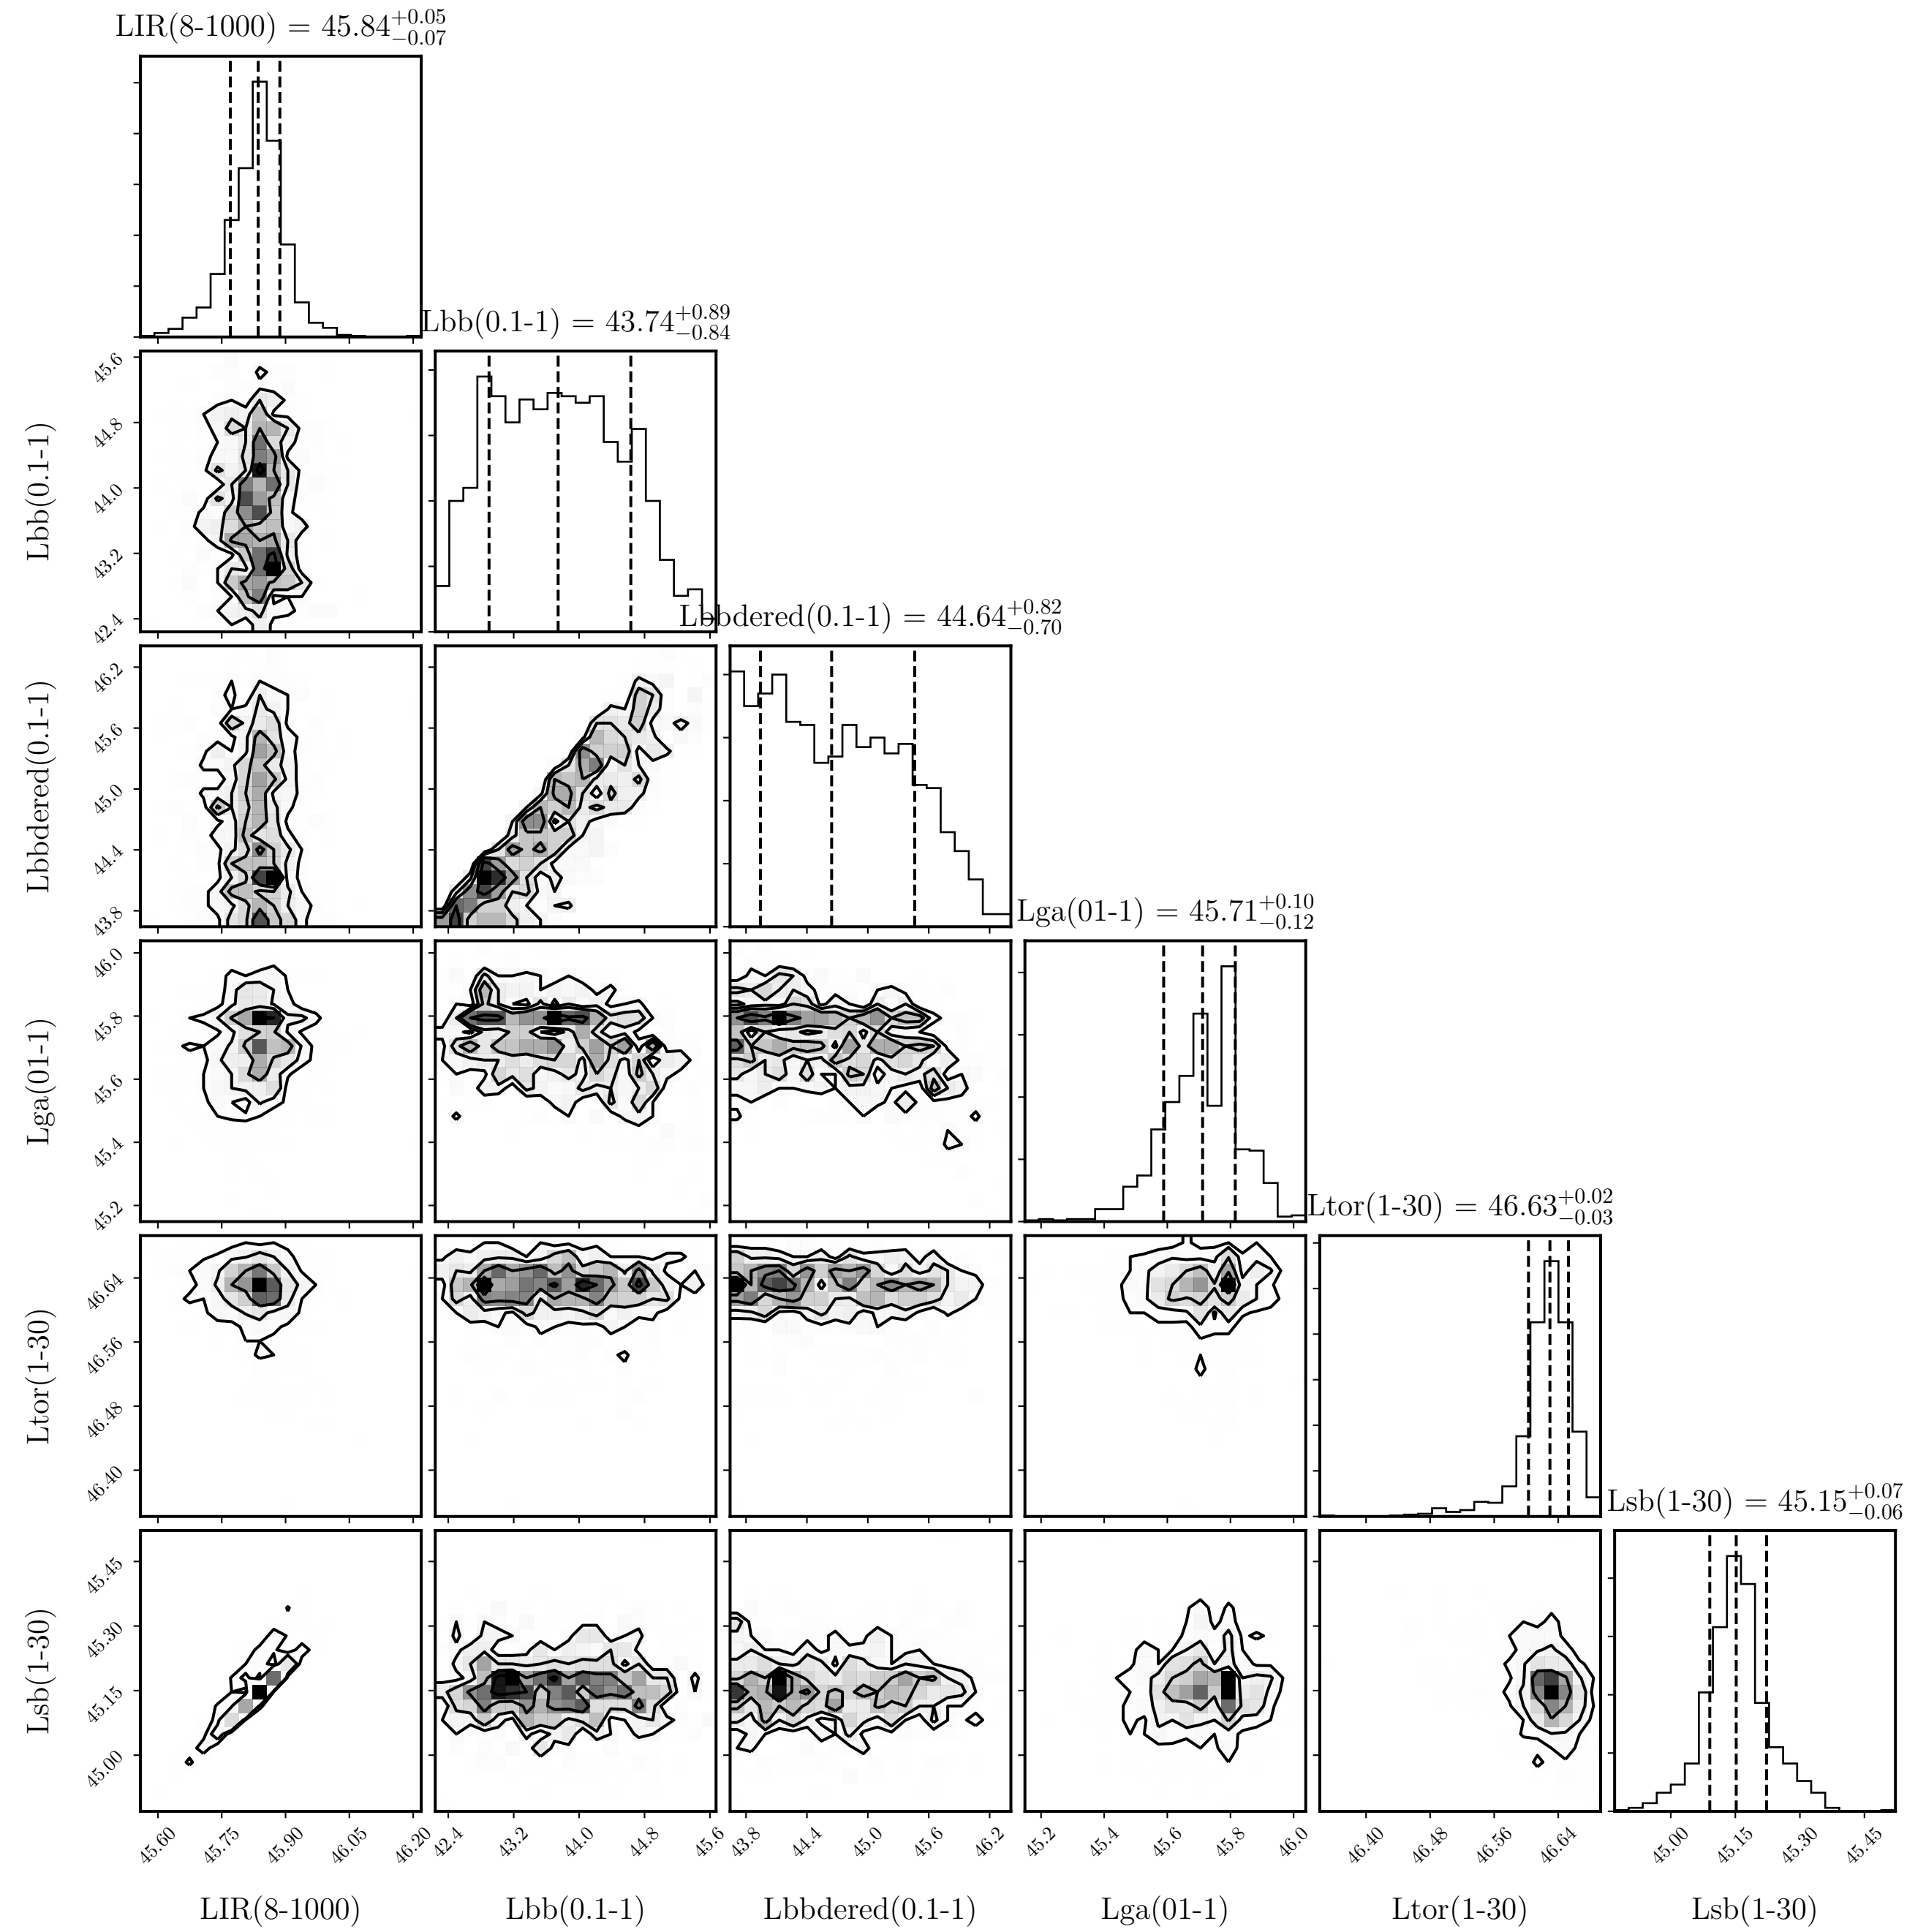 LIR(8-1000) = 45.84+0.05 −0.07
Lbb(0.1-1) = 43.74+0.89 −0.84
45.6
44.8
44.0
43.2
42.4
Lbb(0.1-1)
Lbbdered(0.1-1) = 44.64+0.82 −0.70
46.2
45.6
45.0
44.4
43.8
Lbbdered(0.1-1)
Lga(01-1) = 45.71+0.10 −0.12
46.0
45.8
45.6
45.4
45.2
Lga(01-1)
Ltor(1-30) = 46.63+0.02 −0.03
46.64
46.56
46.48
46.40
Ltor(1-30)
Lsb(1-30) = 45.15+0.07 −0.06
45.45
45.30
45.15
45.00
Lsb(1-30)
45.60 45.75 45.90 46.05 46.20 42.4 43.2 44.0 44.8 45.6 43.8 44.4 45.0 45.6 46.2 45.2 45.4 45.6 45.8 46.0 46.40 46.48 46.56 46.64 45.00 45.15 45.30 45.45
LIR(8-1000) Lbb(0.1-1) Lbbdered(0.1-1) Lga(01-1) Ltor(1-30) Lsb(1-30)